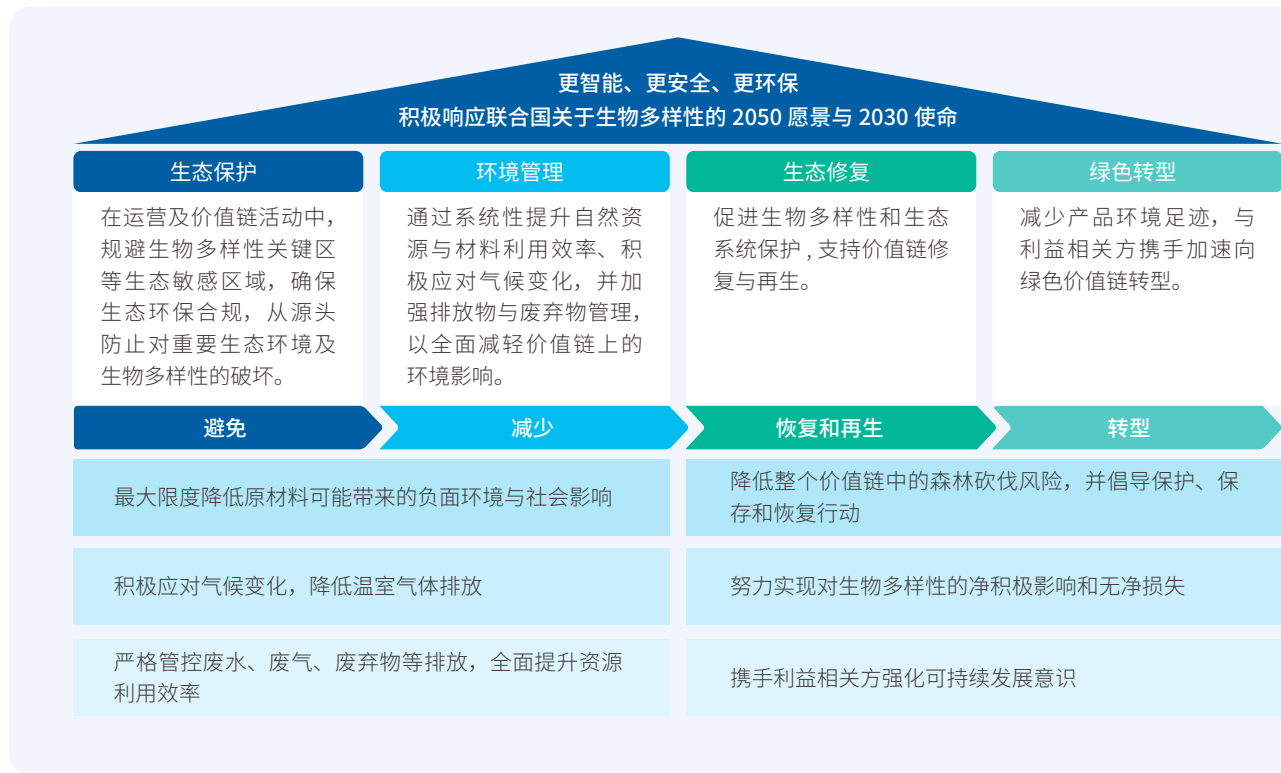 更智能、更安全、更环保
积极响应联合国关于生物多样性的 2050 愿景与 2030 使命
生态保护
在运营及价值链活动中，
规避生物多样性关键区
等生态敏感区域，确保
生态环保合规，从源头
防止对重要生态环境及
生物多样性的破坏。
环境管理
通过系统性提升自然资
源与材料利用效率、积
极应对气候变化，并加
强排放物与废弃物管理，
以全面减轻价值链上的
环境影响。
生态修复
促进生物多样性和生态
系统保护 , 支持价值链修
复与再生。
绿色转型
减少产品环境足迹，与
利益相关方携手加速向
绿色价值链转型。
避免
减少
恢复和再生
转型
最大限度降低原材料可能带来的负面环境与社会影响
降低整个价值链中的森林砍伐风险，并倡导保护、保
存和恢复行动
积极应对气候变化，降低温室气体排放
努力实现对生物多样性的净积极影响和无净损失
严格管控废水、废气、废弃物等排放，全面提升资源
利用效率
携手利益相关方强化可持续发展意识